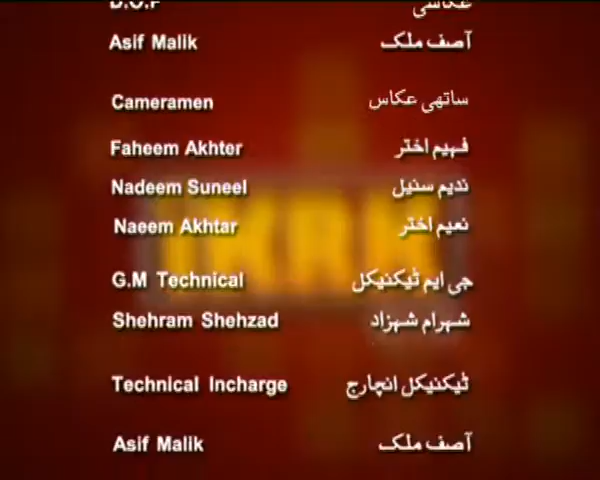 D.O.P عکاسی
Asif Malik آصف ملک
Cameramen ساتھی عکاس
Faheem Akhter فہیم اختر
Nadeem Suneel ندیم سنیل
Naeem Akhtar نعیم اختر
G.M Technical جی ایم ٹیکنیکل
Shehram Shehzad شہرام شہزاد
Technical Incharge ٹیکنیکل انچارج
Asif Malik آصف ملک